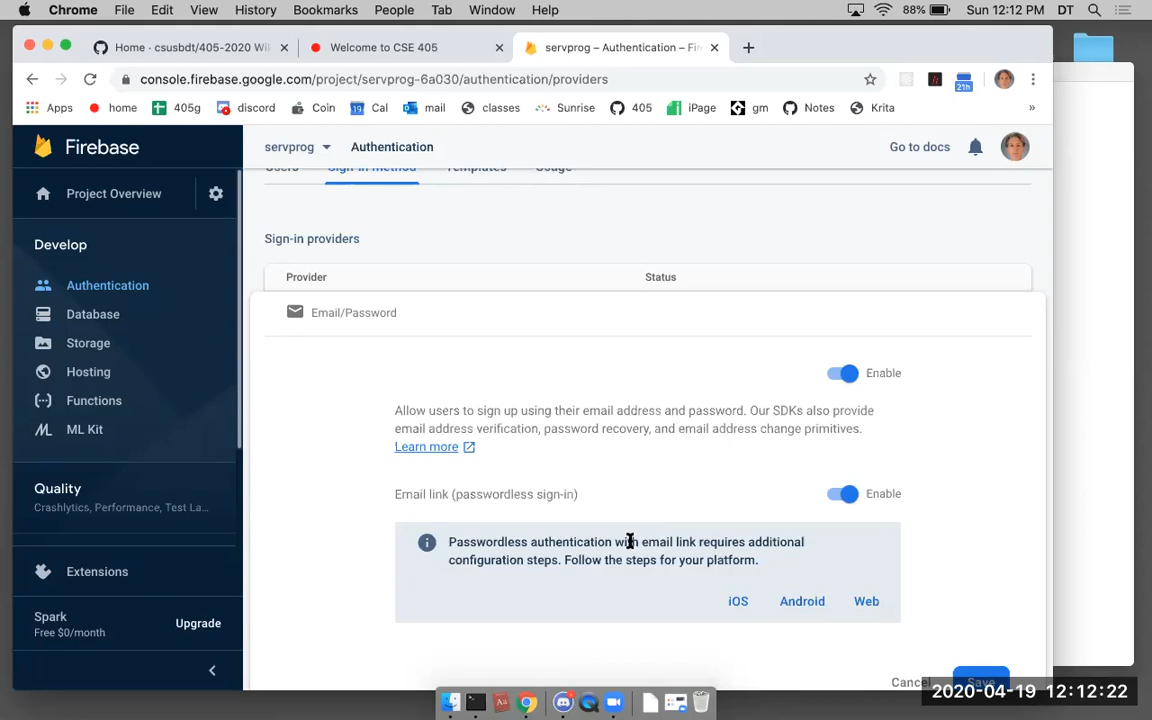 Chrome File Edit View History Bookmarks People Tab Window Help 88% Sun 12:12 PM DT
Home · csusbdt/405-2020 Wik Welcome to CSE 405 servprog – Authentication – Fir
console.firebase.google.com/project/servprog-6a030/authentication/providers 21h
Apps home 405g discord Coin 19 Cal mail classes Sunrise 405 iPage gm Notes Krita »
Firebase servprog Authentication Go to docs
Users Sign-in method Templates Usage
Project Overview
Develop
Authentication
Database
Storage
Hosting
Functions
ML Kit
Quality
Crashlytics, Performance, Test La...
Extensions
Spark
Free $0/month
Upgrade
Sign-in providers
Provider Status
Email/Password
Enable
Allow users to sign up using their email address and password. Our SDKs also provide
email address verification, password recovery, and email address change primitives.
Learn more
Email link (passwordless sign-in) Enable
Passwordless authentication with email link requires additional
configuration steps. Follow the steps for your platform.
iOS Android Web
Cancel Save
2020-04-19 12:12:22